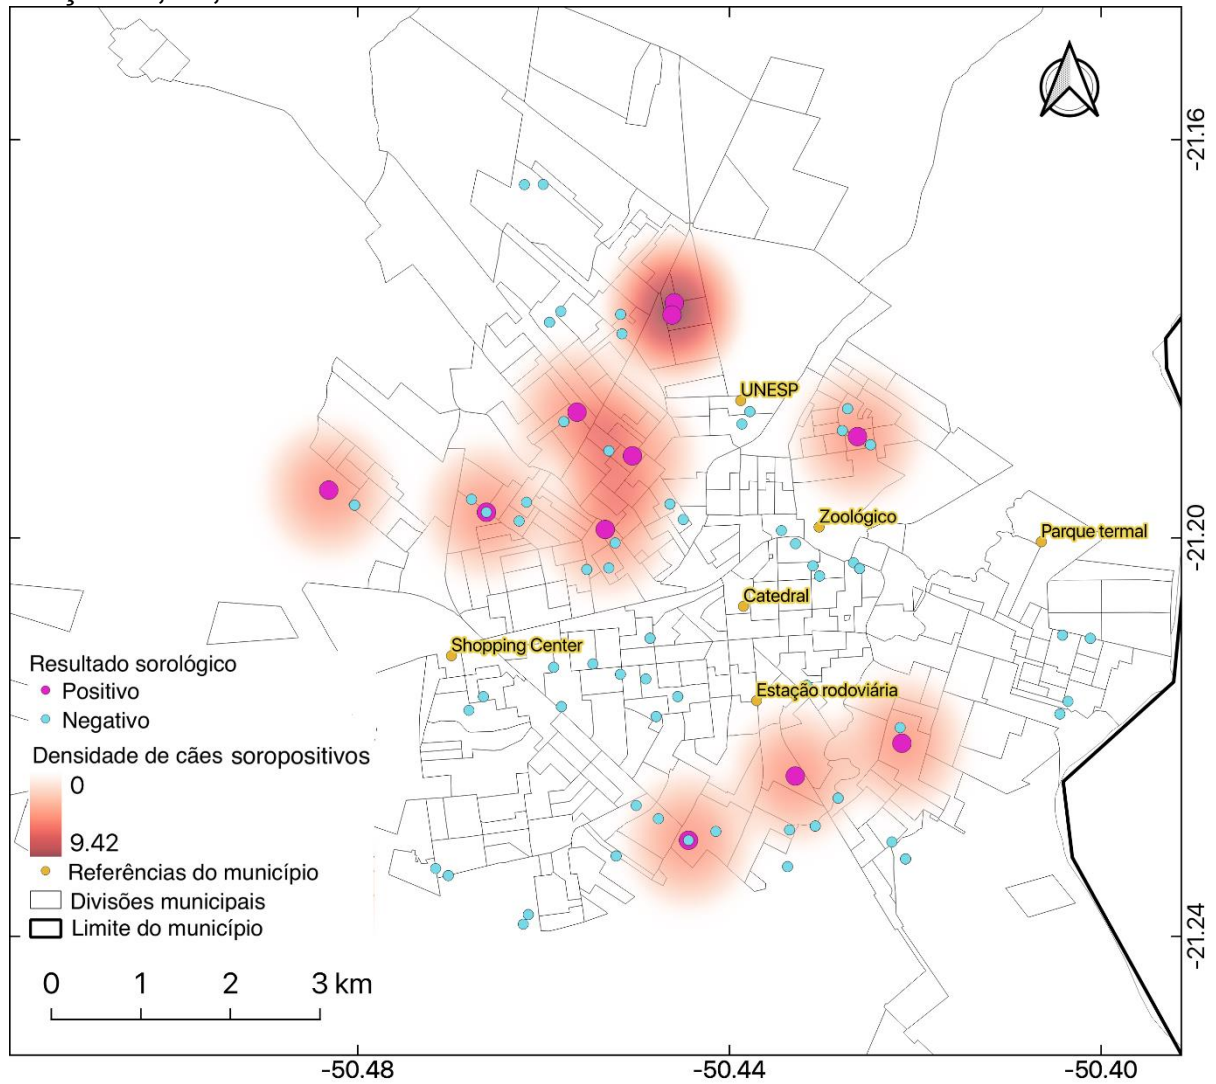 -21.16
UNESP
Zoológico
-21.20
Parque termal
Catedral
Shopping Center
Estação rodoviária
Resultado sorológico
Positivo
Negativo
Densidade de cães soropositivos
0
9.42
Referências do município
Divisões municipais
Limite do município
-21.24
0 1 2 3 km
-50.48 -50.44 -50.40